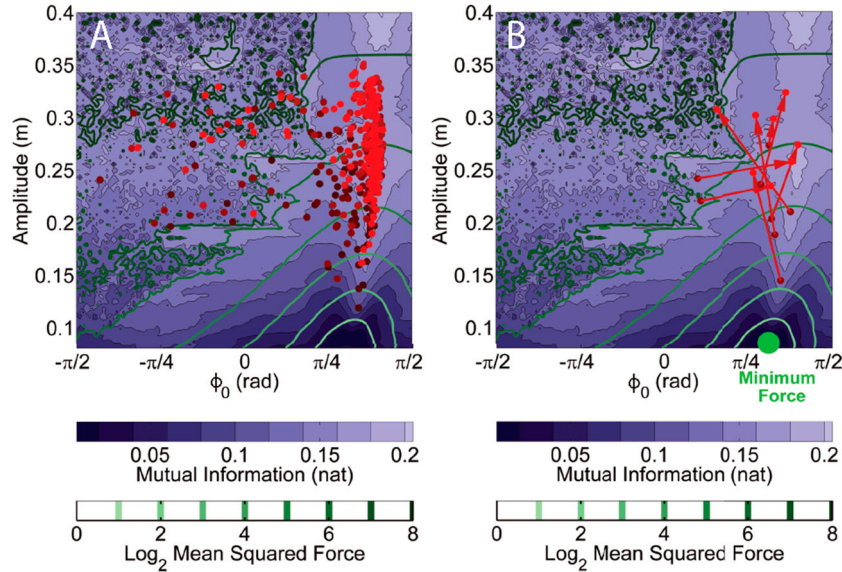 A
B
0.4
0.35
0.3
0.25
0.2
0.15
0.1
Amplitude (m)
-π/2
-π/4
0
π/4
π/2
ϕ0 (rad)
0.4
0.35
0.3
0.25
0.2
0.15
0.1
Amplitude (m)
-π/2
-π/4
0
π/4
π/2
ϕ0 (rad)
Minimum
Force
0.05
0.1
0.15
0.2
Mutual Information (nat)
0.05
0.1
0.15
0.2
Mutual Information (nat)
0
2
4
6
8
Log2 Mean Squared Force
0
2
4
6
8
Log2 Mean Squared Force